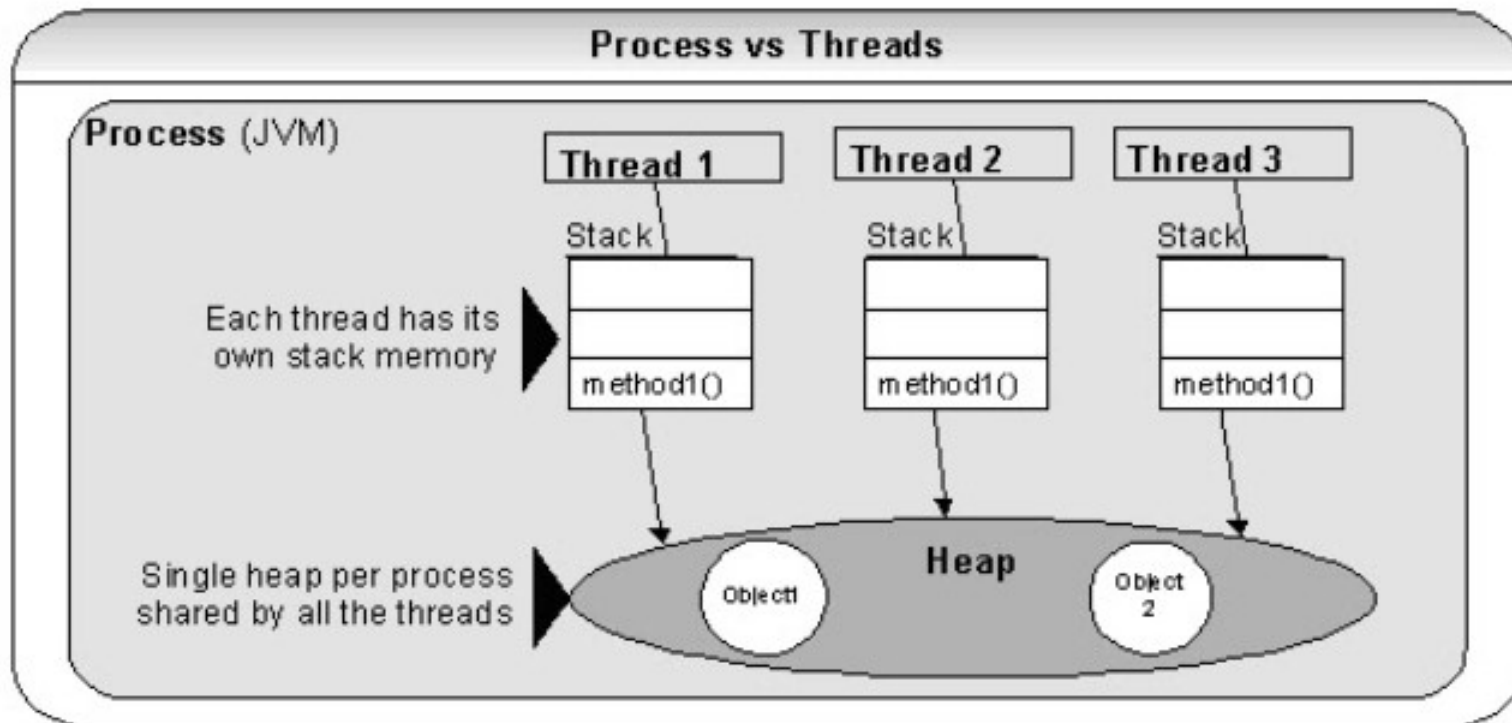 Process vs Threads
Process (JVM)
Thread 1
Thread 2
Thread 3
Stack
Stack
Stack
Each thread has its
own stack memory
method1()
method1()
method1()
Heap
Single heap per process
shared by all the threads
Object1
Object
2